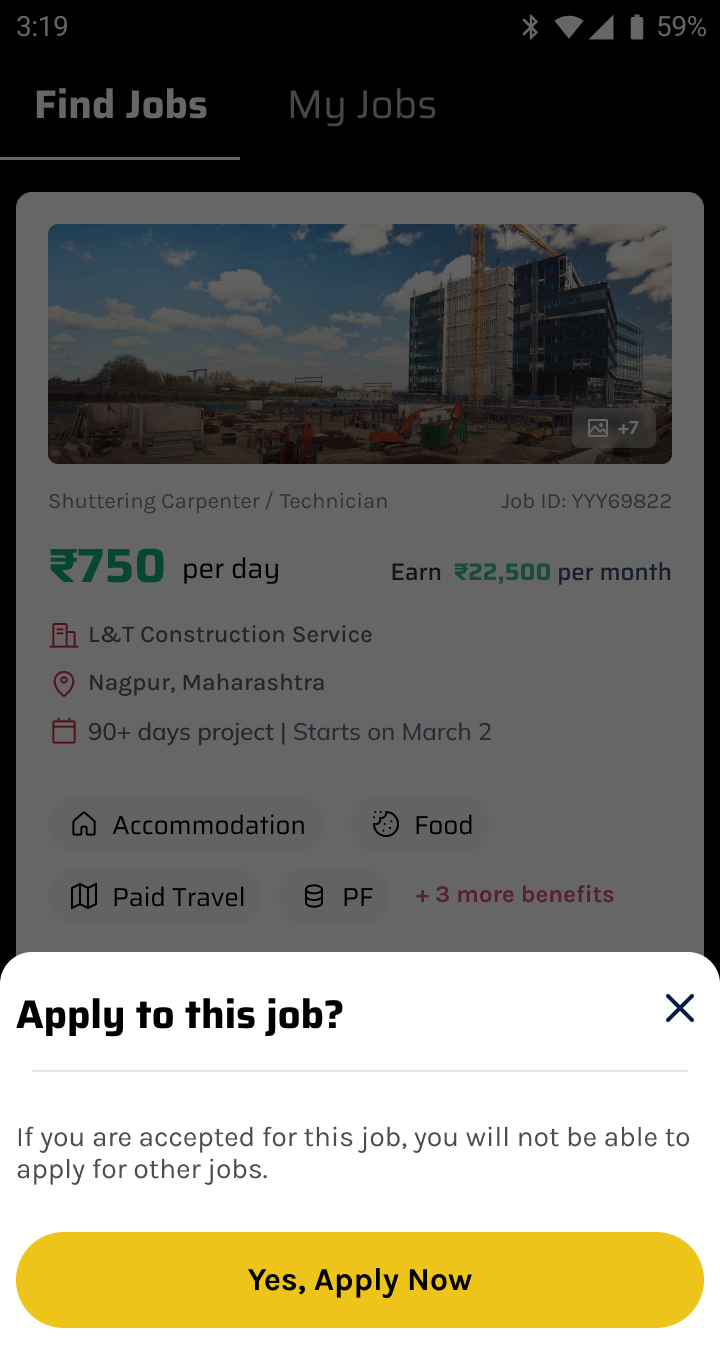 3:19 59%
Find Jobs My Jobs
+7
Shuttering Carpenter / Technician Job ID: YYY69822
₹750 per day Earn ₹22,500 per month
L&T Construction Service
Nagpur, Maharashtra
90+ days project | Starts on March 2
Accommodation Food
Paid Travel PF + 3 more benefits
Apply to this job?
If you are accepted for this job, you will not be able to
apply for other jobs.
Yes, Apply Now